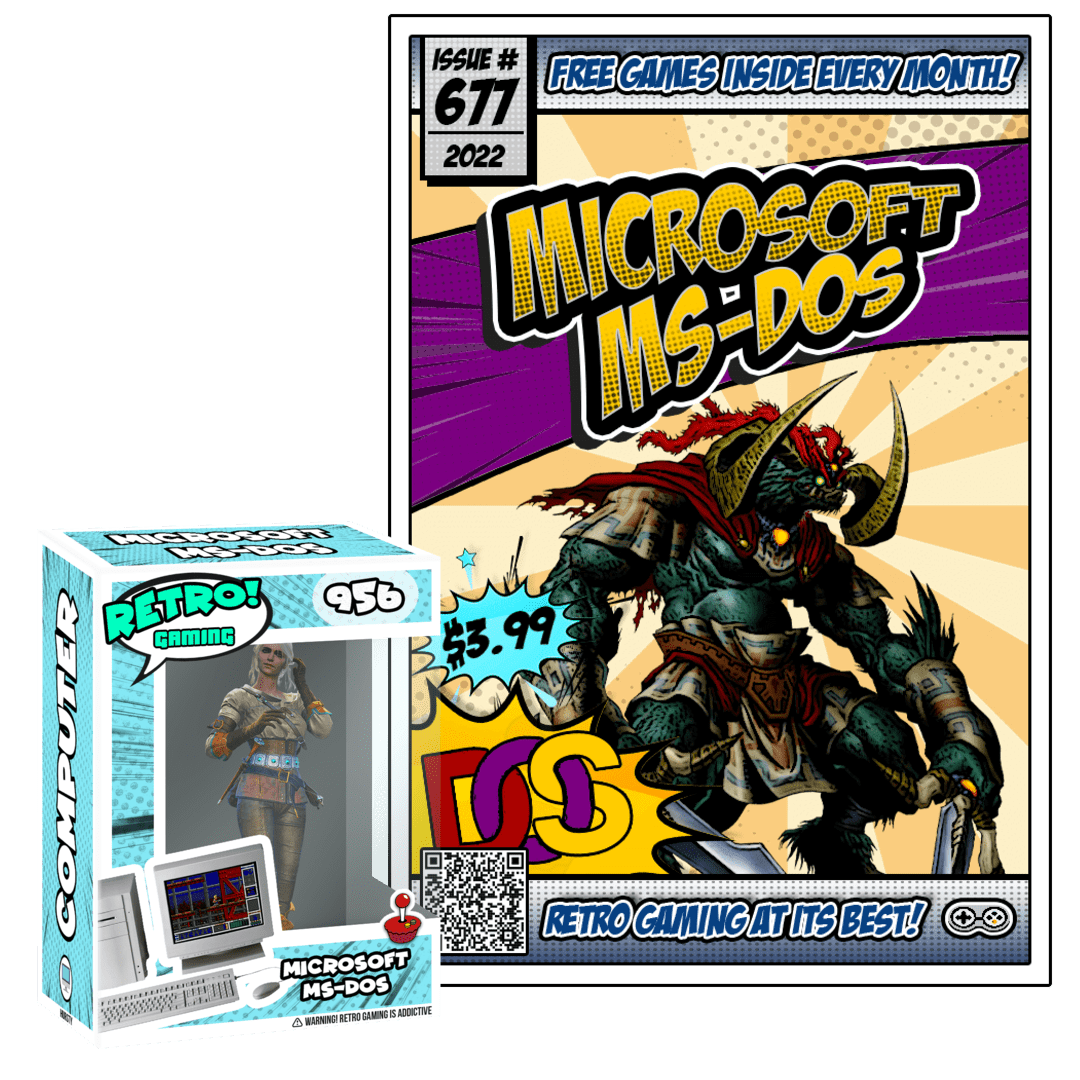 ISSUE #
677
2022
FREE GAMES INSIDE EVERY MONTH!
MICROSOFT
MS-DOS
$3.99
DOS
RETRO GAMING AT ITS BEST!
MICROSOFT
MS-DOS
COMPUTER
RETRO!
GAMING
956
MICROSOFT
MS-DOS
WARNING! RETRO GAMING IS ADDICTIVE